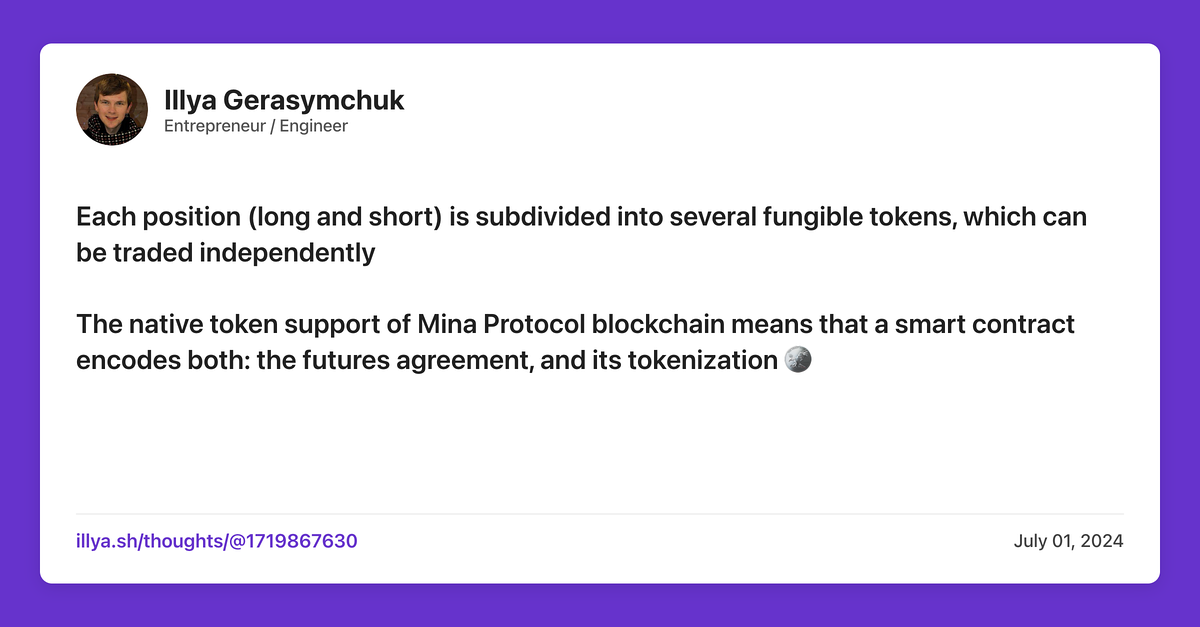 Illya Gerasymchuk
Entrepreneur / Engineer
Each position (long and short) is subdivided into several fungible tokens, which can
be traded independently
The native token support of Mina Protocol blockchain means that a smart contract
encodes both: the futures agreement, and its tokenization 🌕
illya.sh/thoughts/@1719867630
July 01, 2024